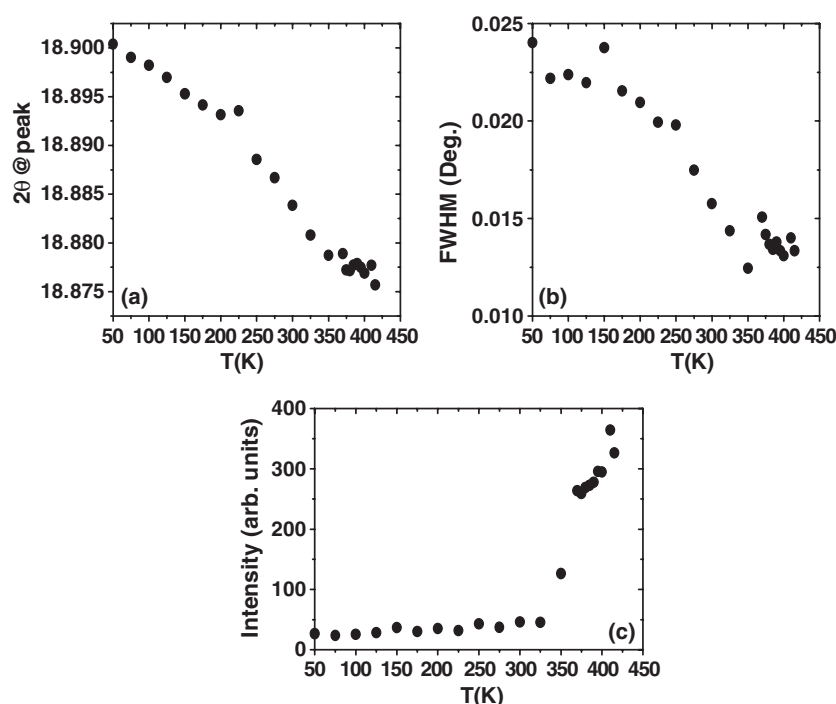 2θ @peak
18.900
18.895
18.890
18.885
18.880
18.875
(a)
50 100 150 200 250 300 350 400 450
T(K)
FWHM (Deg.)
0.025
0.020
0.015
0.010
(b)
50 100 150 200 250 300 350 400 450
T(K)
Intensity (arb. units)
400
300
200
100
0
(c)
50 100 150 200 250 300 350 400 450
T(K)